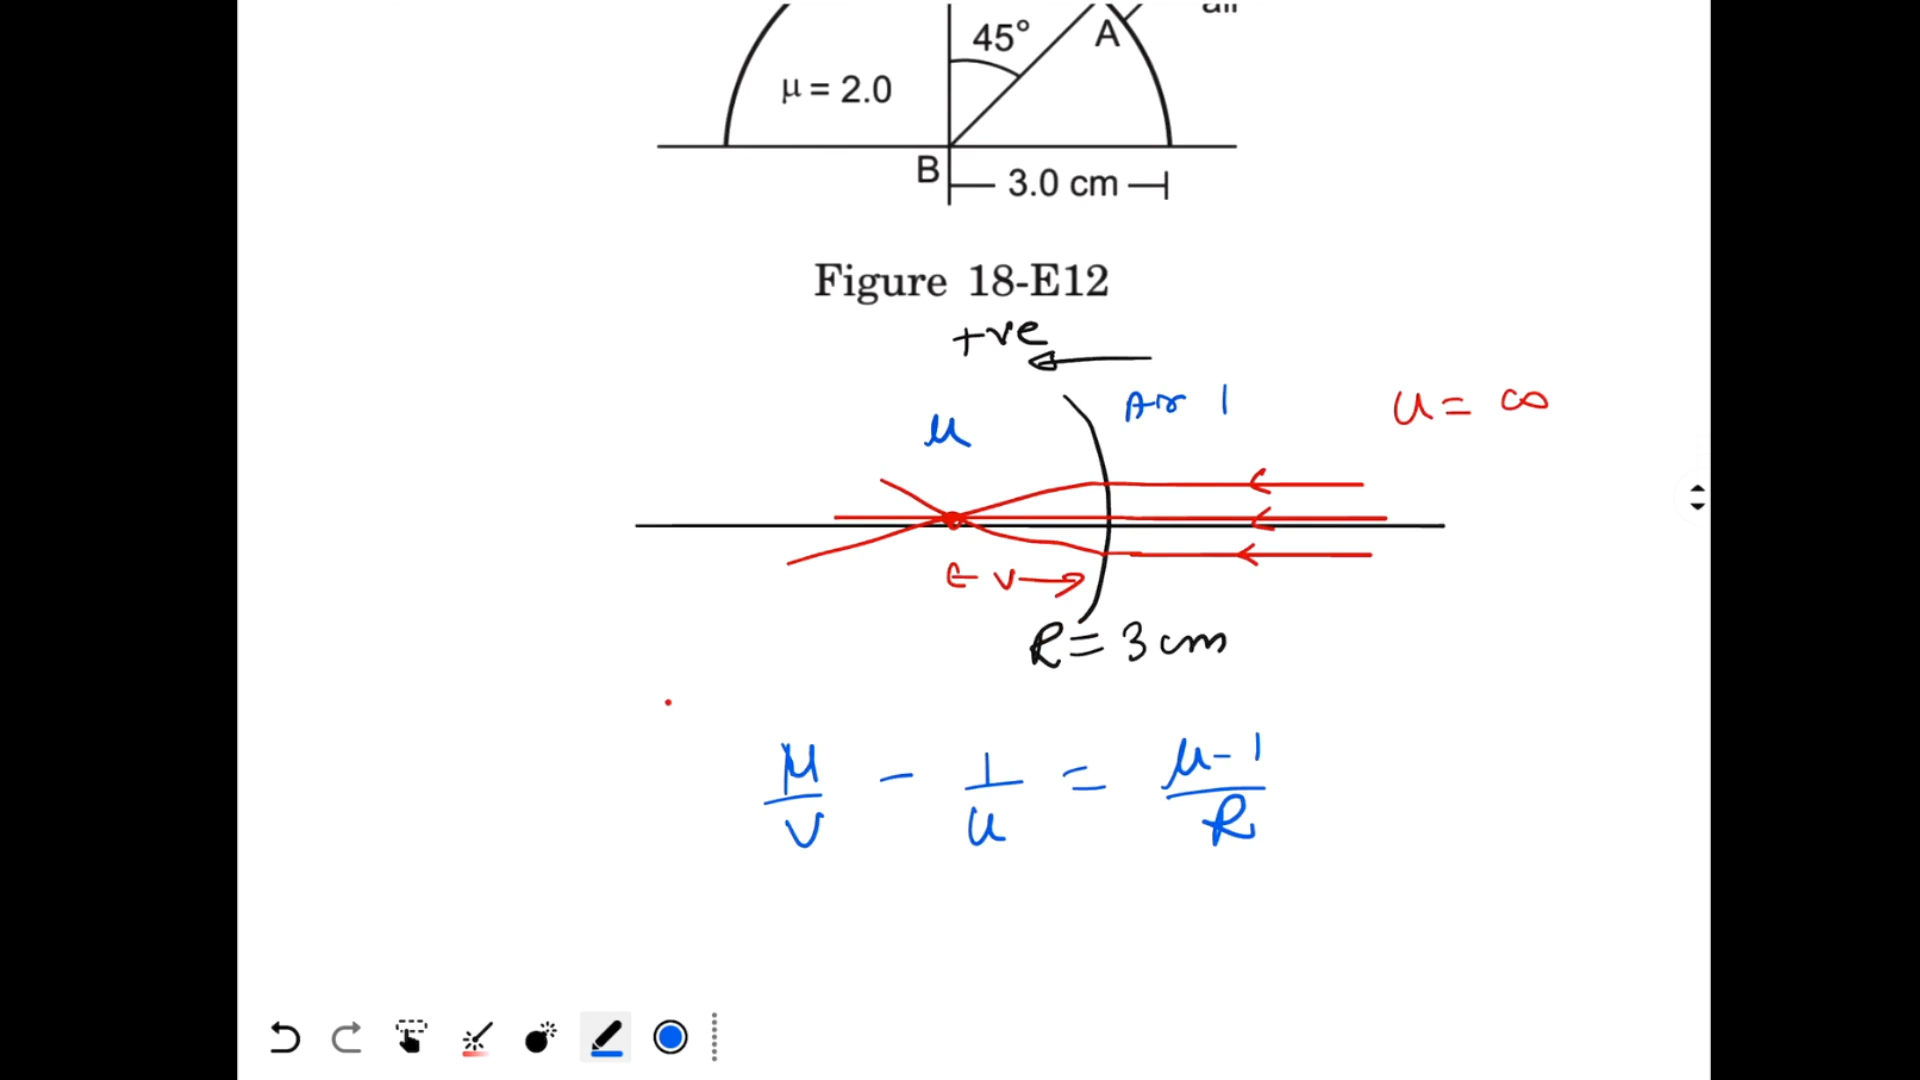 45°
A
μ = 2.0
B
3.0 cm
Figure 18-E12
+ve
μ
Air 1
u = ∞
v
R = 3 cm
μ/v - 1/u = μ-1/R